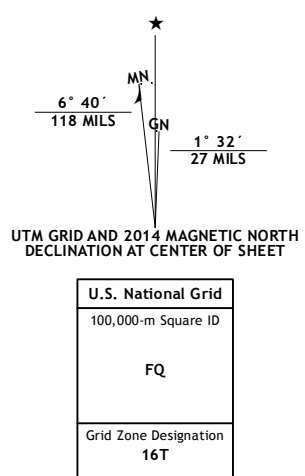 ★
MN.
6° 40´
118 MILS
GN
1° 32´
27 MILS
UTM GRID AND 2014 MAGNETIC NORTH
DECLINATION AT CENTER OF SHEET
U.S. National Grid
100,000-m Square ID
FQ
Grid Zone Designation
16T